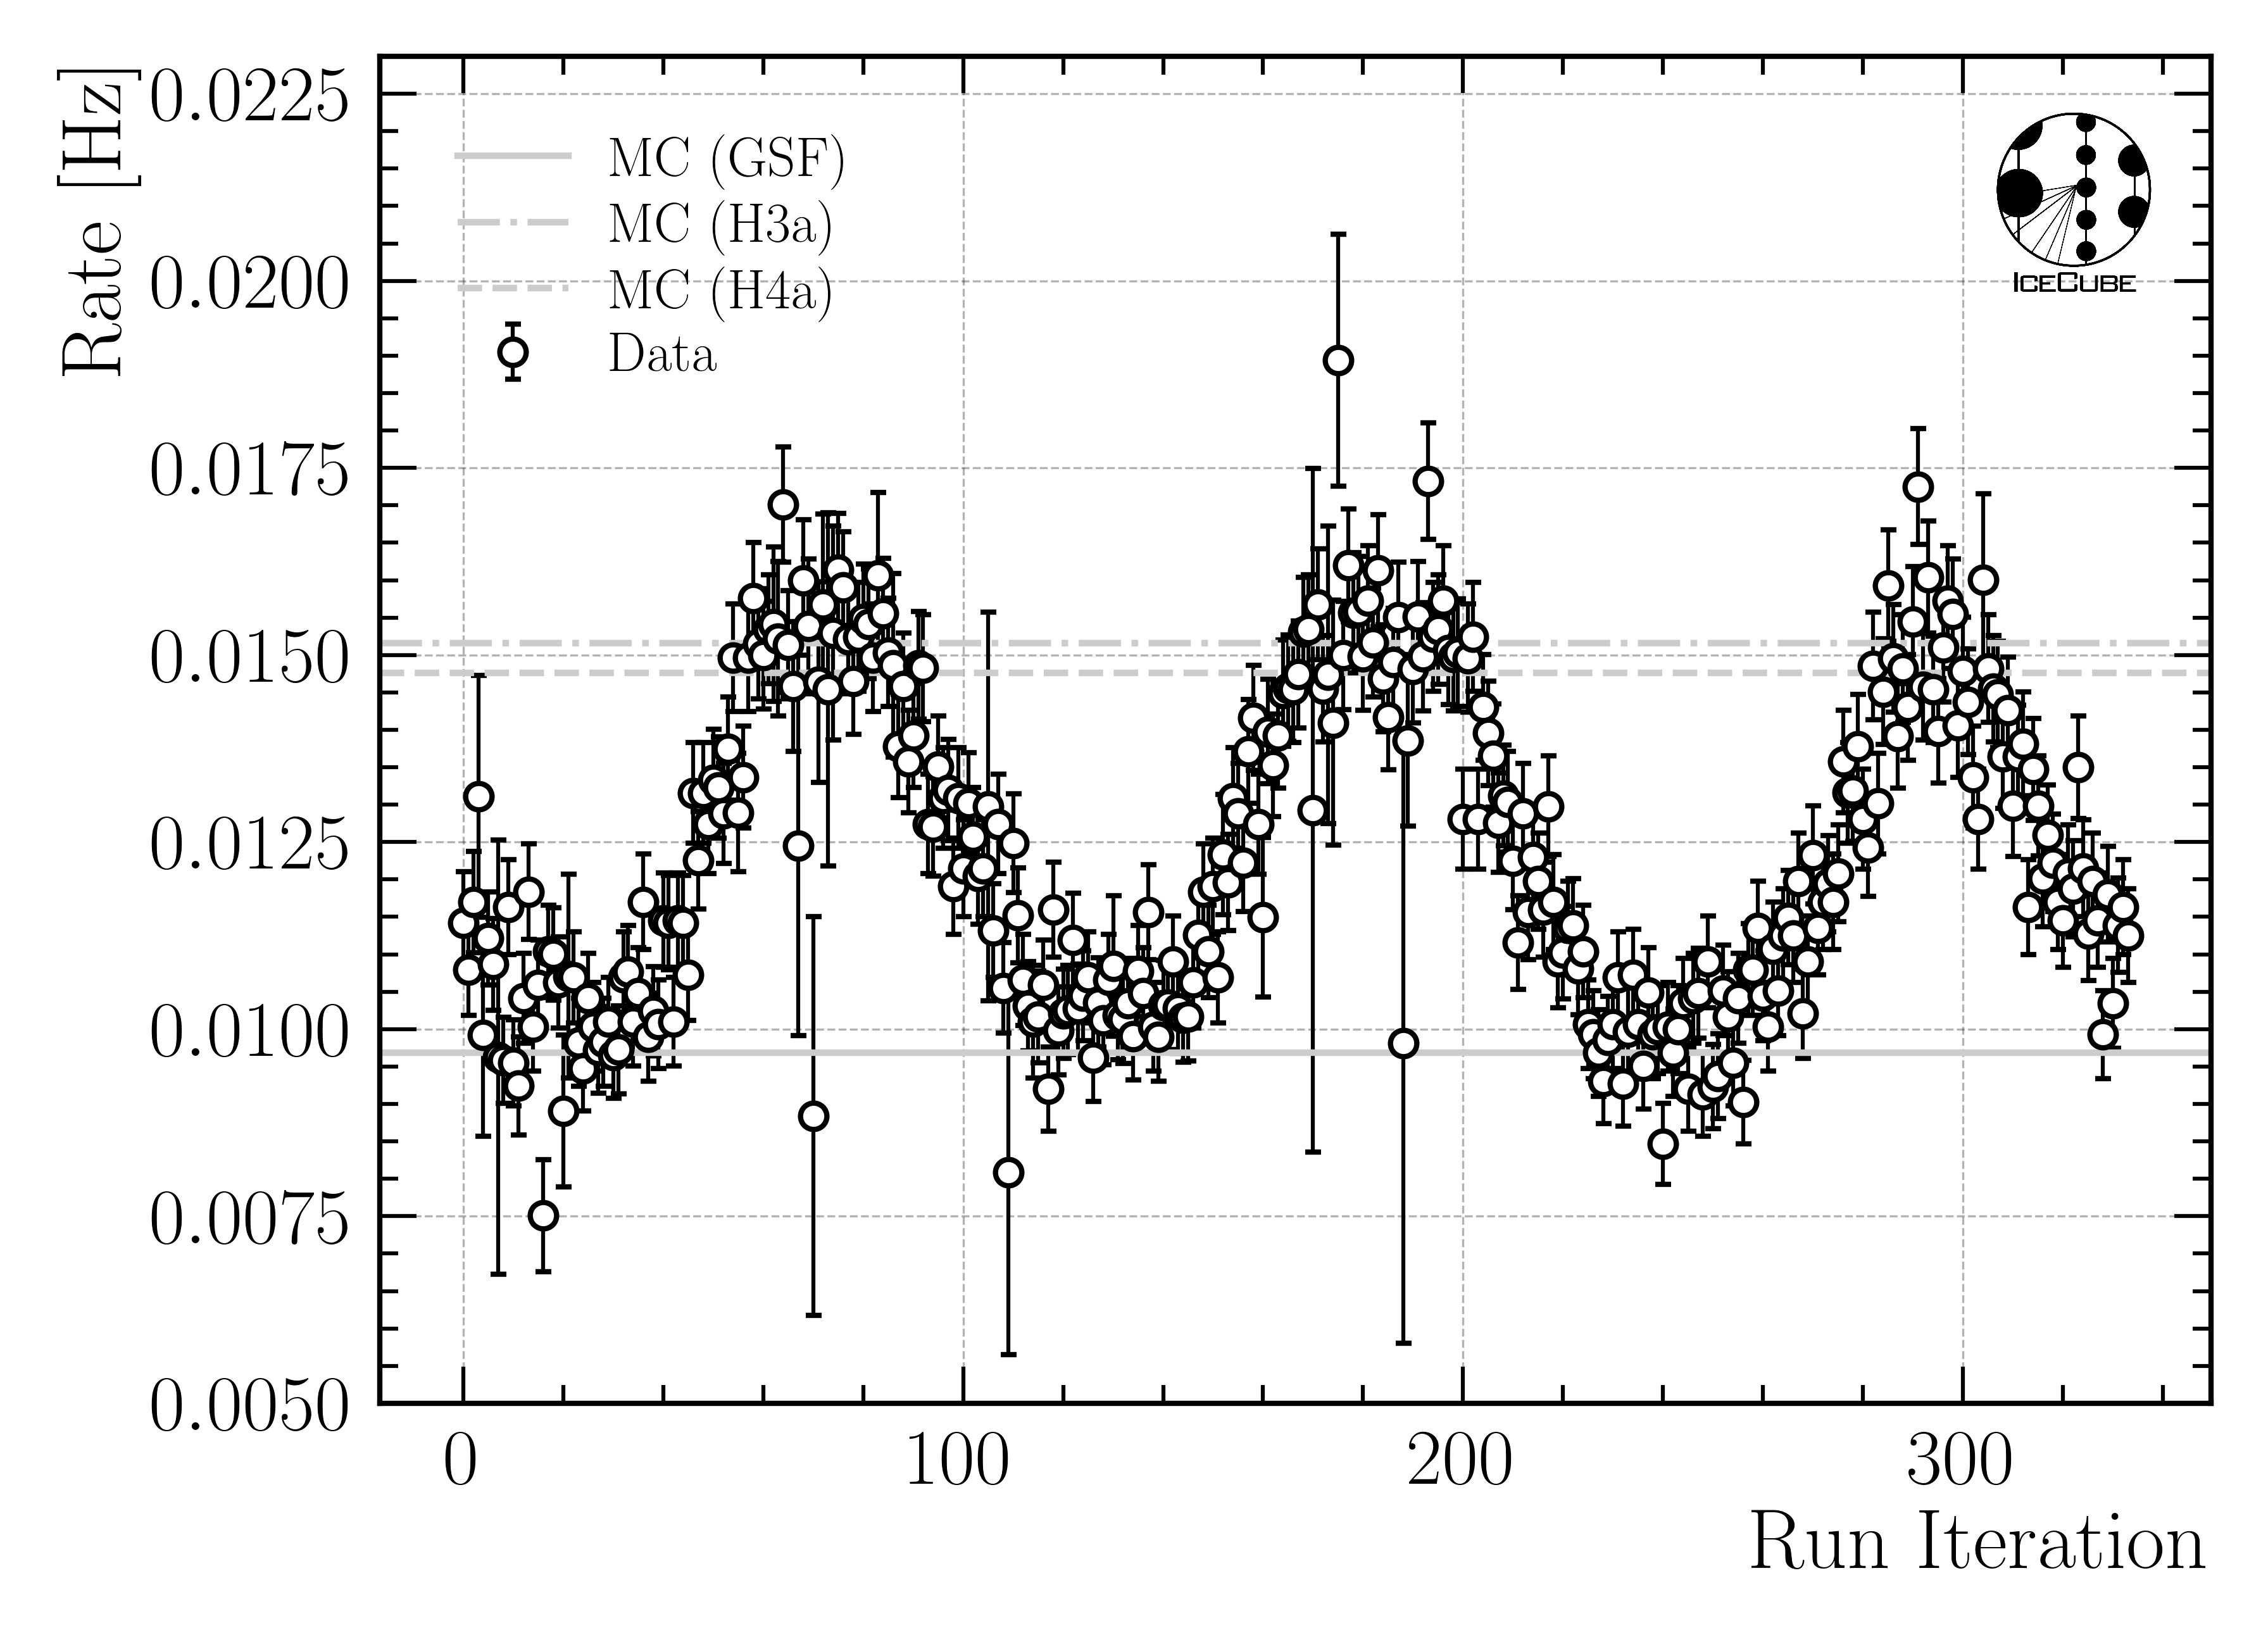 Rate [Hz]
0.0225
0.0200
0.0175
0.0150
0.0125
0.0100
0.0075
0.0050
MC (GSF)
MC (H3a)
MC (H4a)
Data
ICECUBE
0 100 200 300
Run Iteration